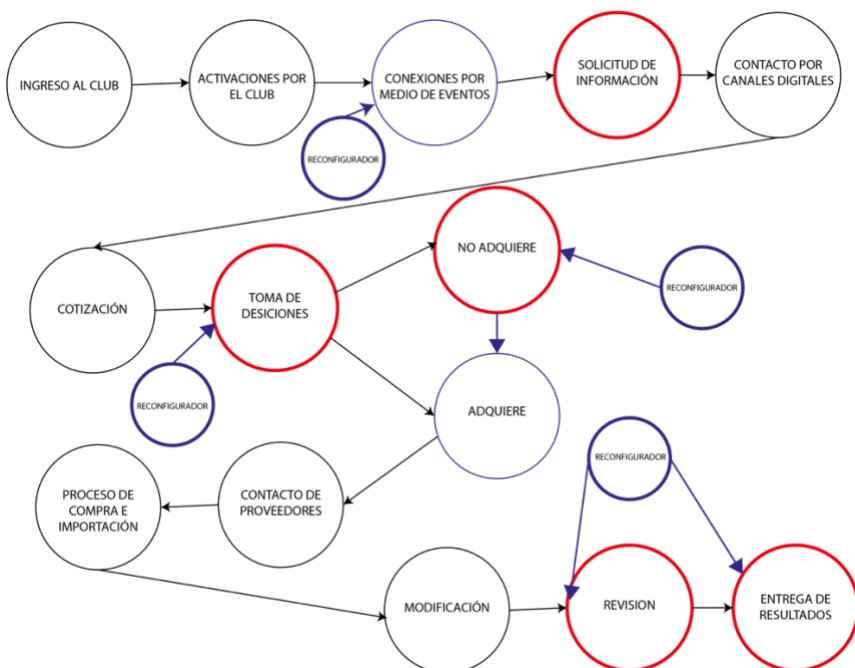 INGRESO AL CLUB
ACTIVACIONES POR
EL CLUB
CONEXIONES POR
MEDIO DE EVENTOS
SOLICITUD DE
INFORMACIÓN
CONTACTO POR
CANALES DIGITALES
RECONFIGURADOR
COTIZACIÓN
TOMA DE
DESICIONES
NO ADQUIERE
RECONFIGURADOR
RECONFIGURADOR
ADQUIERE
RECONFIGURADOR
PROCESO DE
COMPRA E
IMPORTACIÓN
CONTACTO DE
PROVEEDORES
MODIFICACIÓN
REVISION
ENTREGA DE
RESULTADOS